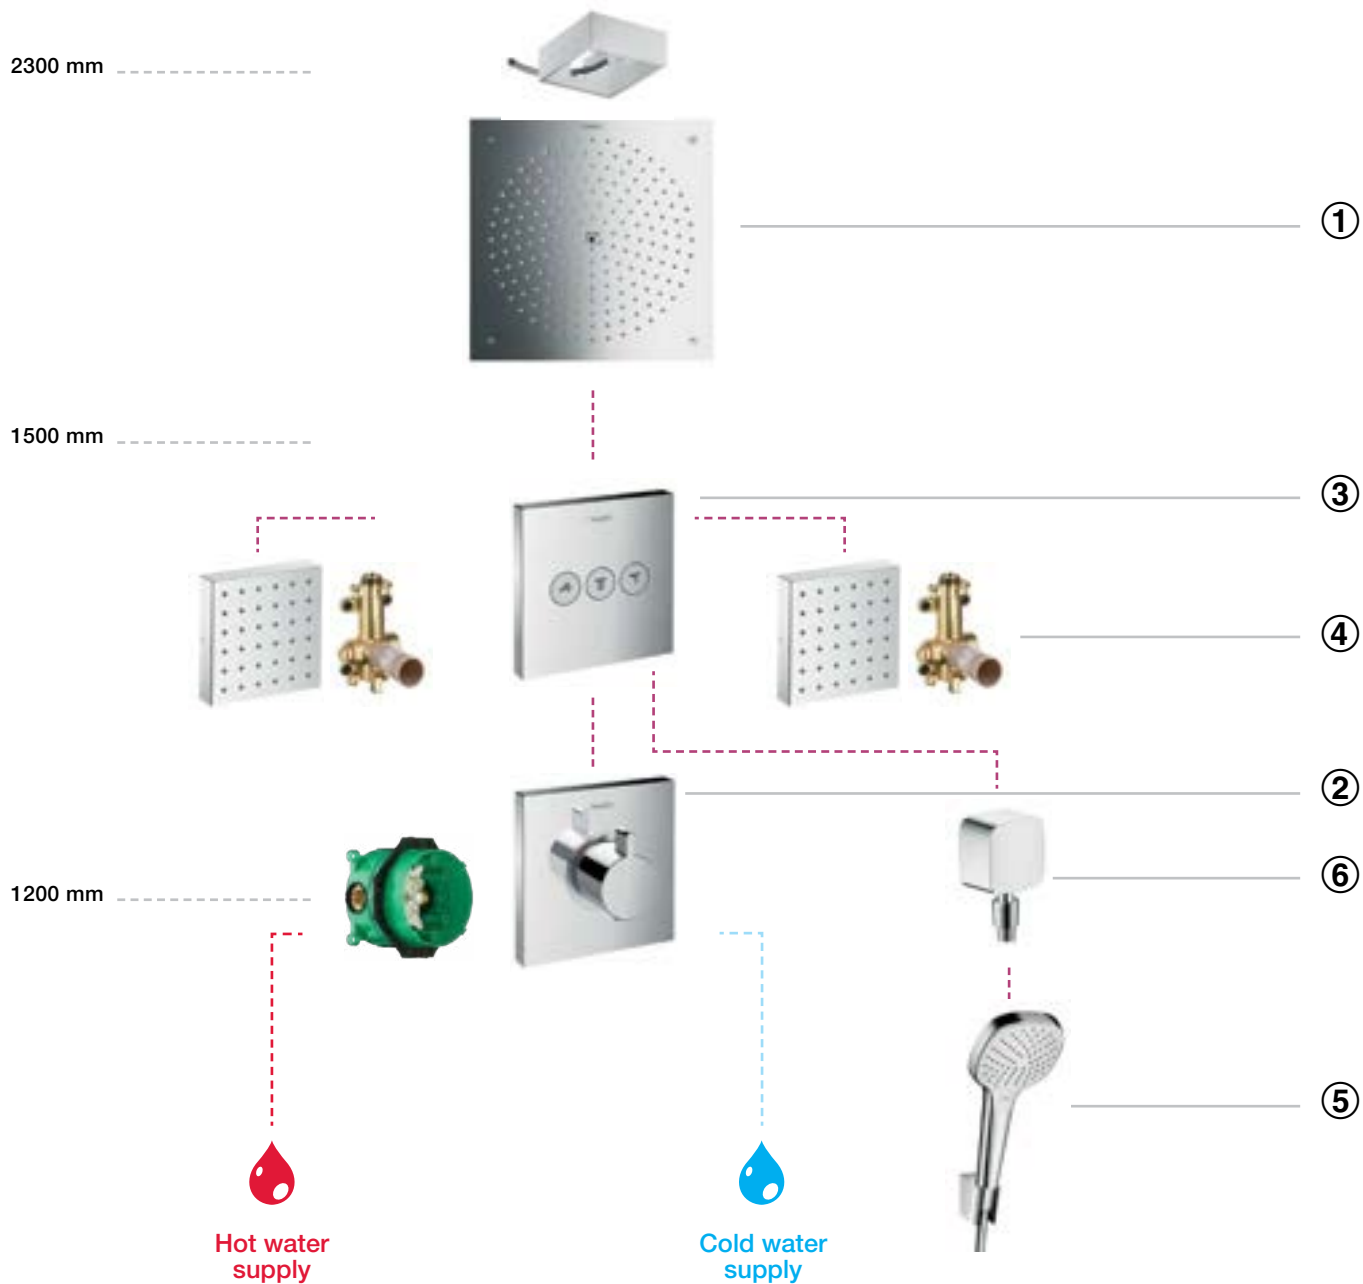 2300 mm
①
1500 mm
③
④
②
⑥
1200 mm
⑤
Hot water
supply
Cold water
supply